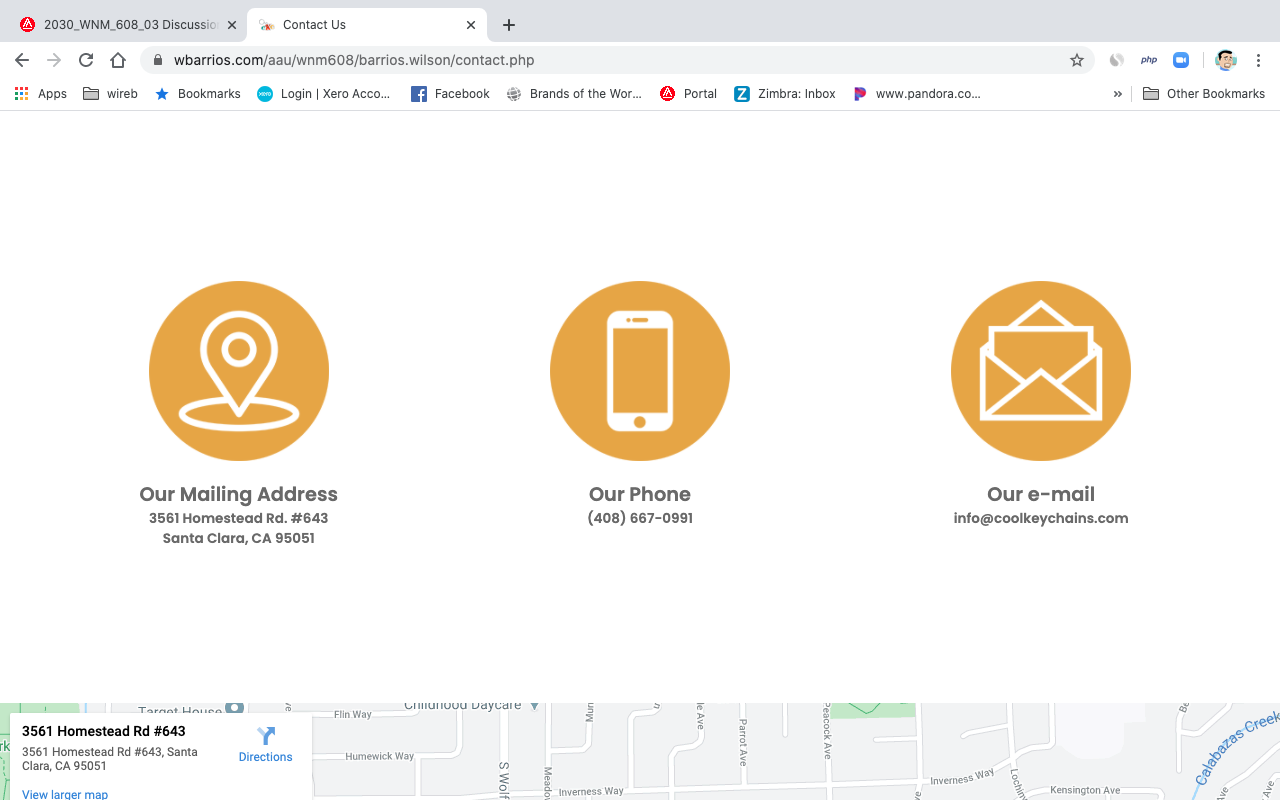 2030_WNM_608_03 Discussio
Contact Us
wbarrios.com/aau/wnm608/barrios.wilson/contact.php
php
Apps
wireb
Bookmarks
xero
Login | Xero Acco...
Facebook
Brands of the Wor...
Portal
Z
Zimbra: Inbox
www.pandora.co...
»
Other Bookmarks
Our Mailing Address
3561 Homestead Rd. #643
Santa Clara, CA 95051
Our Phone
(408) 667-0991
Our e-mail
info@coolkeychains.com
Target House
Childhood Daycare
3561 Homestead Rd #643
3561 Homestead Rd #643, Santa
Clara, CA 95051
Directions
View larger map
Flin Way
Humewick Way
S Wolf
Inverness Way
Parrot Ave
Peacock Ave
Inverness Way
Kensington Ave
Calabazas Creek